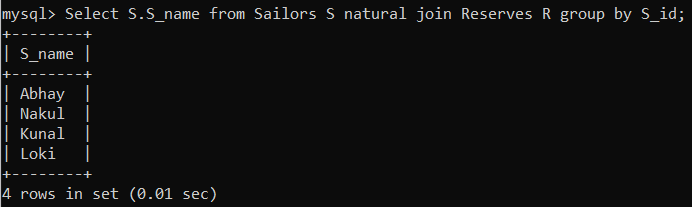 mysql> Select S.S_name from Sailors S natural join Reserves R group by S_id;
+--------+
| S_name |
+--------+
| Abhay  |
| Nakul  |
| Kunal  |
| Loki   |
+--------+
4 rows in set (0.01 sec)